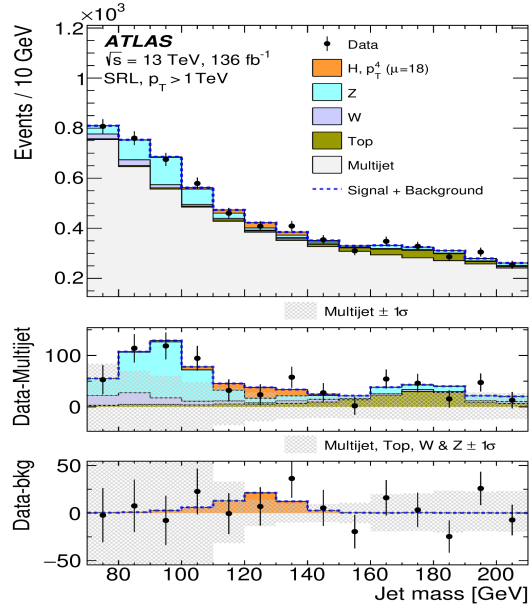 ×10³
ATLAS
√s = 13 TeV, 136 fb⁻¹
SRL, p_T > 1 TeV
Data
H, p_T⁴ (μ=18)
Z
W
Top
Multijet
Signal + Background
Events / 10 GeV
1.2
1.0
0.8
0.6
0.4
0.2
Multijet ± 1σ
Data-Multijet
100
0
Multijet, Top, W & Z ± 1σ
Data-bkg
50
0
−50
80 100 120 140 160 180 200
Jet mass [GeV]